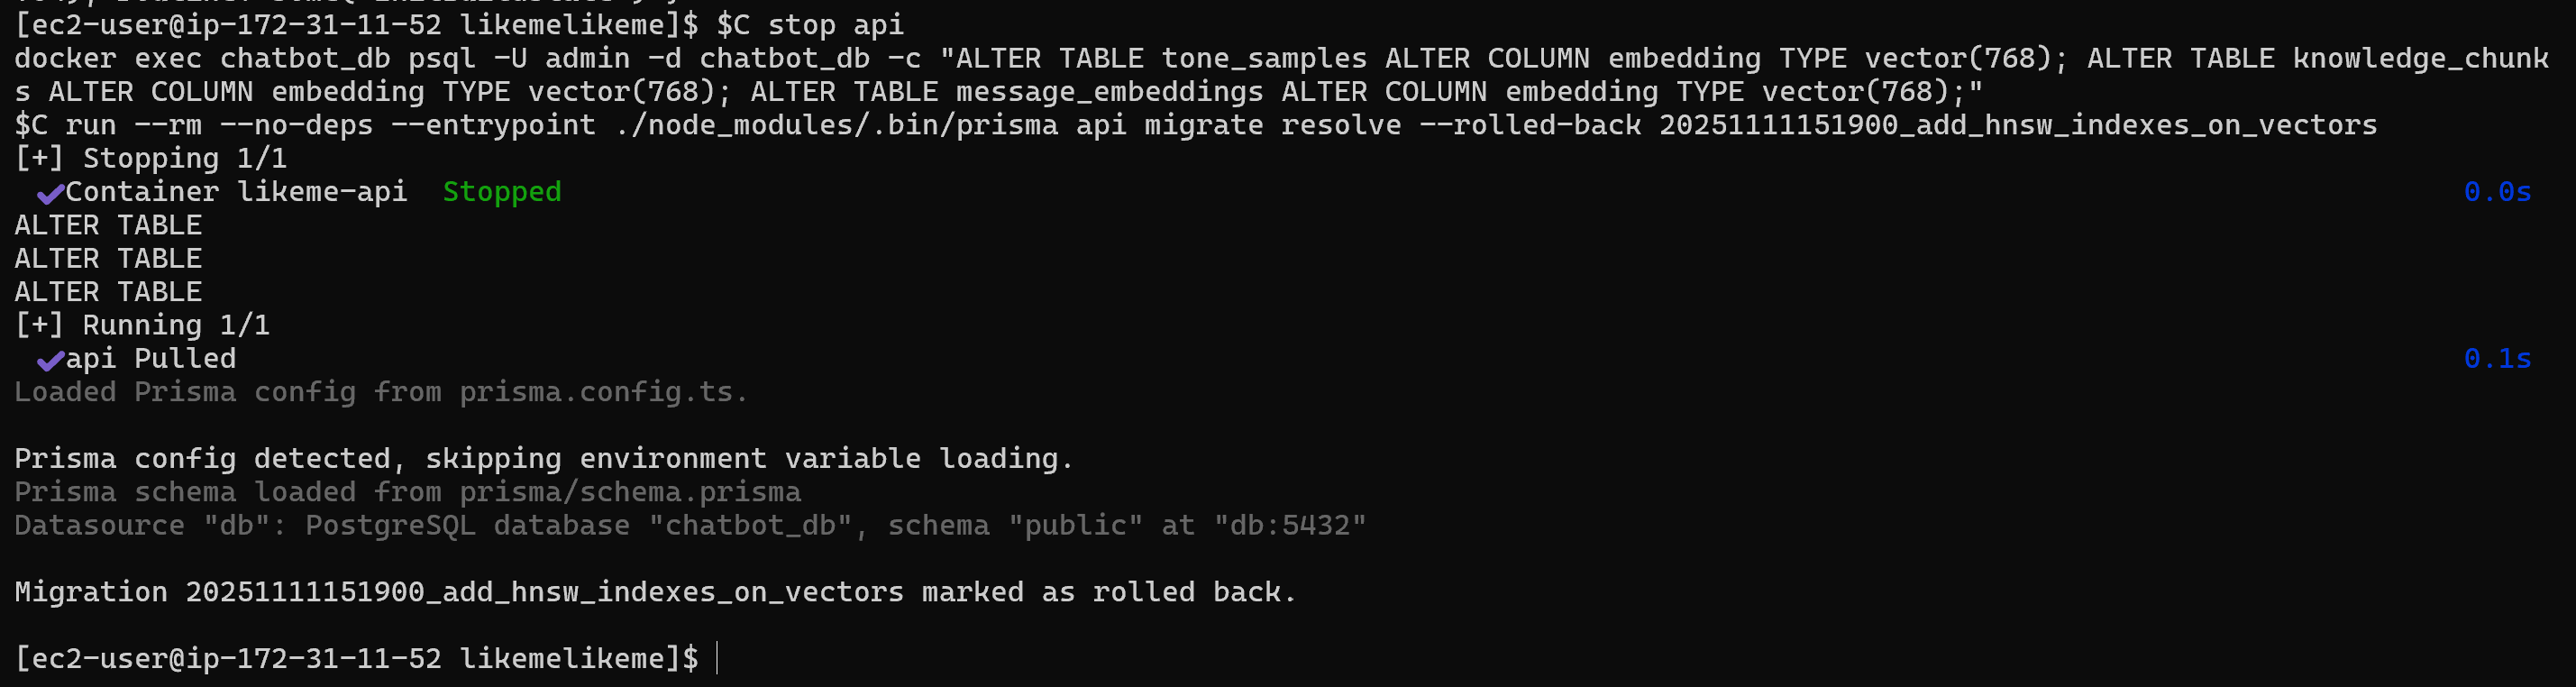 [ec2-user@ip-172-31-11-52 likemelikeme]$ $C stop api
docker exec chatbot_db psql -U admin -d chatbot_db -c "ALTER TABLE tone_samples ALTER COLUMN embedding TYPE vector(768); ALTER TABLE knowledge_chunk
s ALTER COLUMN embedding TYPE vector(768); ALTER TABLE message_embeddings ALTER COLUMN embedding TYPE vector(768);"
$C run --rm --no-deps --entrypoint ./node_modules/.bin/prisma api migrate resolve --rolled-back 20251111151900_add_hnsw_indexes_on_vectors
[+] Stopping 1/1
✔Container likeme-api  Stopped 0.0s
ALTER TABLE
ALTER TABLE
ALTER TABLE
[+] Running 1/1
✔api Pulled 0.1s
Loaded Prisma config from prisma.config.ts.
Prisma config detected, skipping environment variable loading.
Prisma schema loaded from prisma/schema.prisma
Datasource "db": PostgreSQL database "chatbot_db", schema "public" at "db:5432"
Migration 20251111151900_add_hnsw_indexes_on_vectors marked as rolled back.
[ec2-user@ip-172-31-11-52 likemelikeme]$